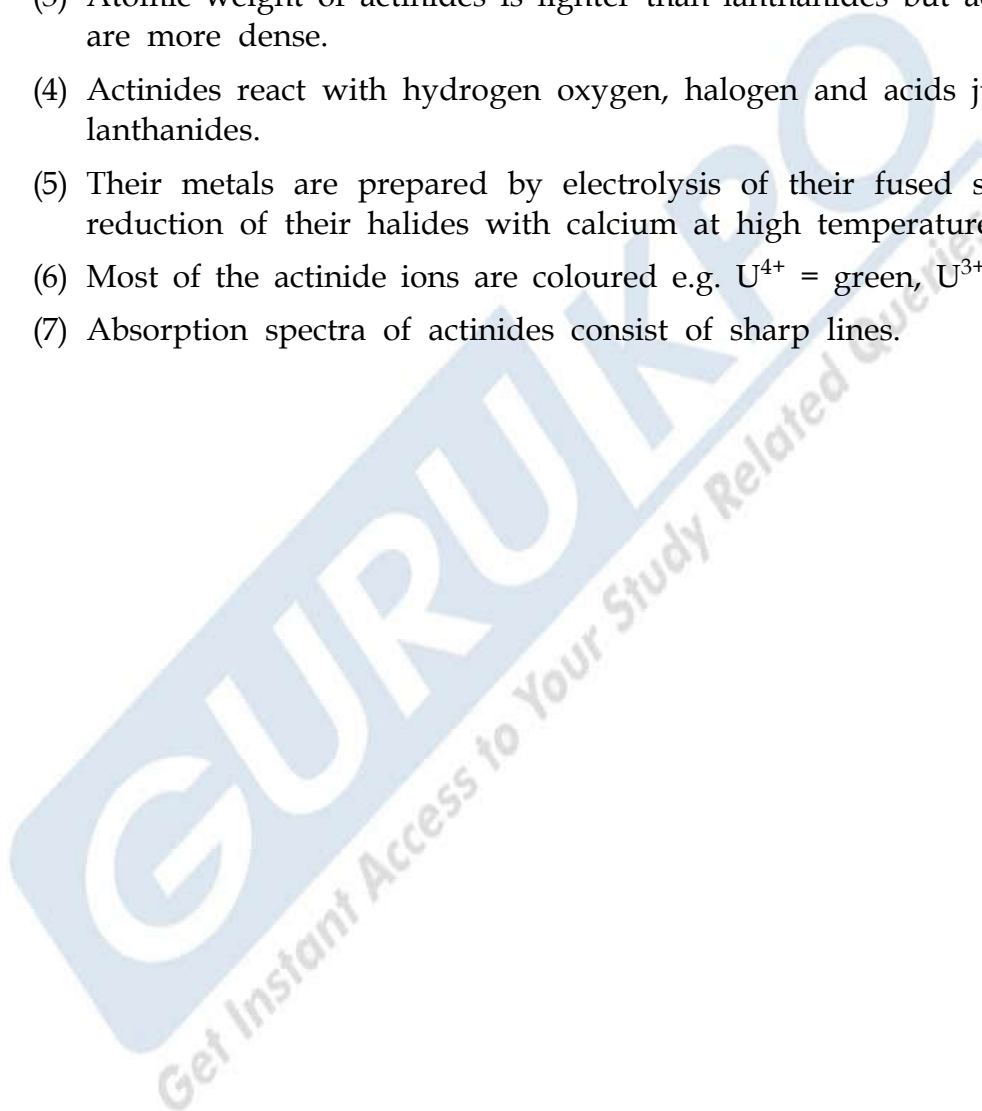 (3) Atomic weight of actinides is lighter than lanthanides but
are more dense.
(4) Actinides react with hydrogen oxygen, halogen and acids
lanthanides.
(5) Their metals are prepared by electrolysis of their fused
reduction of their halides with calcium at high temperature
(6) Most of the actinide ions are coloured e.g. U⁴⁺ = green, U³⁺
(7) Absorption spectra of actinides consist of sharp lines.
GURUKPO
Get Instant Access to Your Study Related Queries